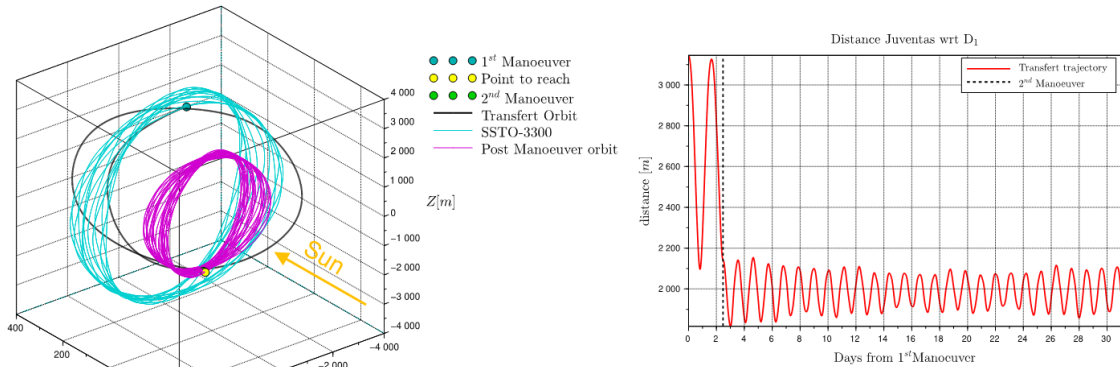 1st Manoeuver
Point to reach
2nd Manoeuver
Transfert Orbit
SSTO-3300
Post Manoeuver orbit
4 000
3 000
2 000
1 000
0
−1 000
−2 000
−3 000
−4 000
Z[m]
Sun
400
200
−2 000
−4 000
Distance Juventas wrt D1
Transfert trajectory
2nd Manoeuver
3 000
2 800
2 600
2 400
2 200
2 000
distance [m]
0 2 4 6 8 10 12 14 16 18 20 22 24 26 28 30
Days from 1stManoeuver